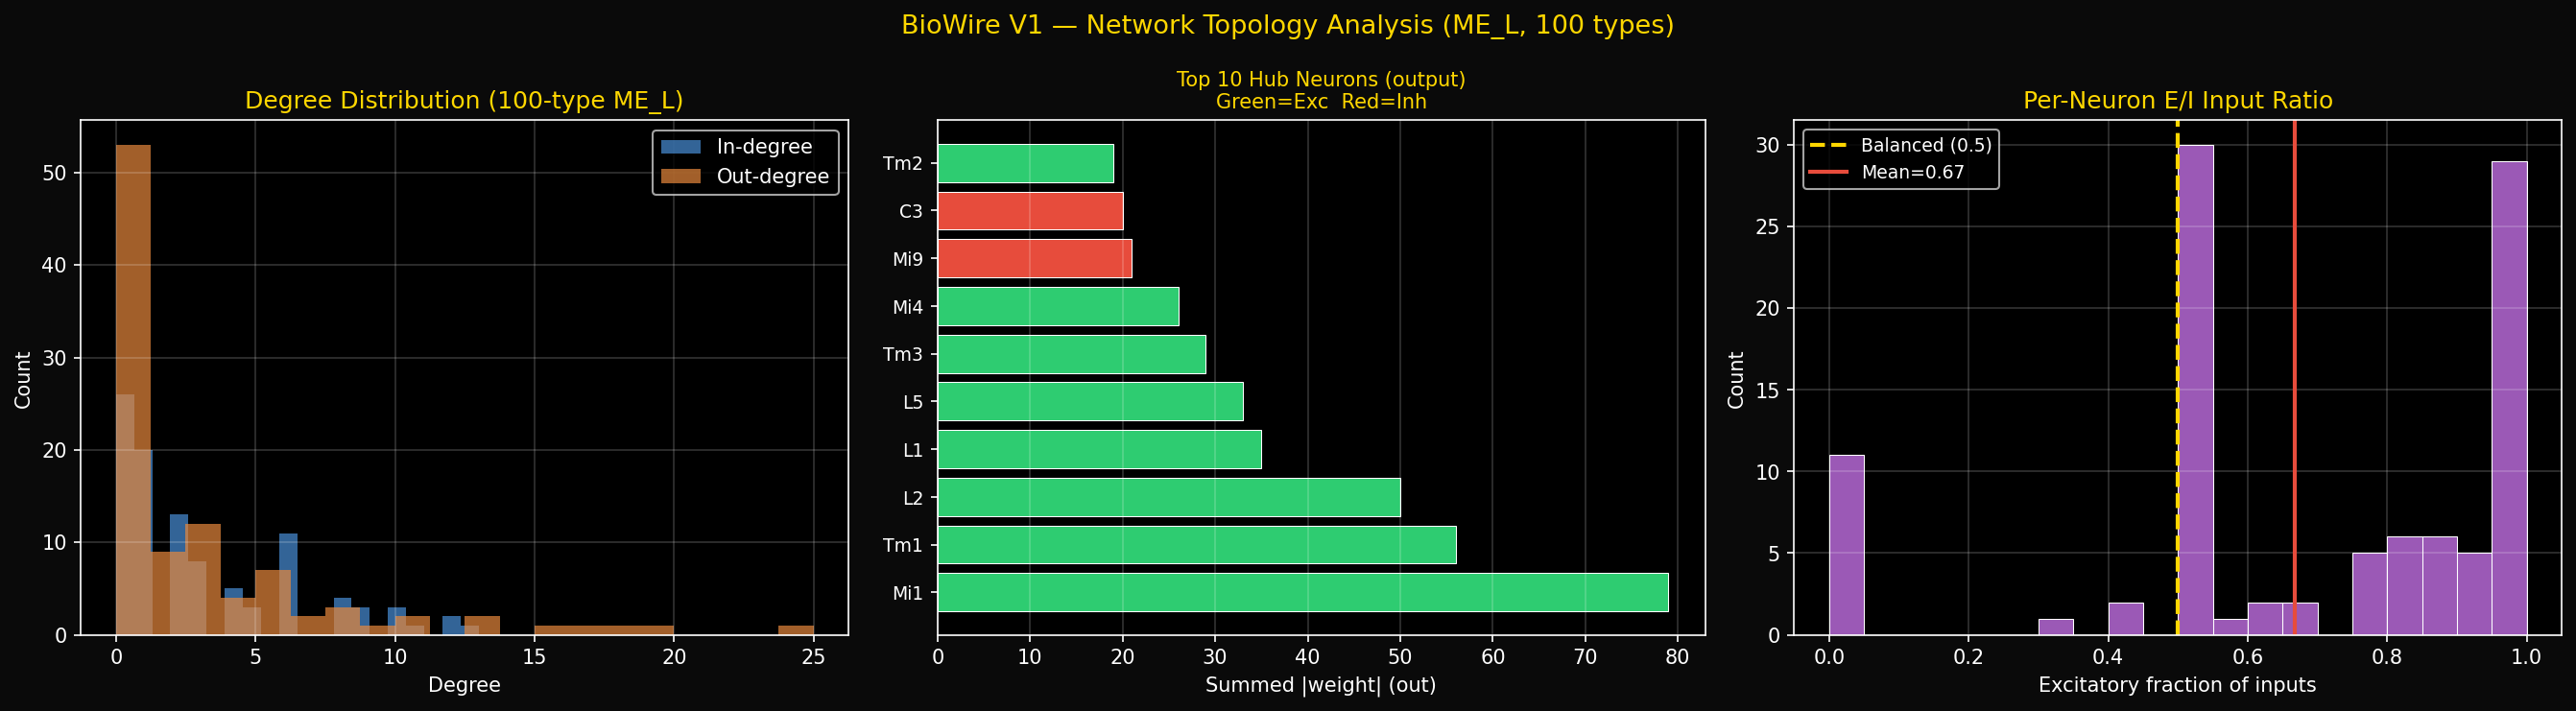 BioWire V1 — Network Topology Analysis (ME_L, 100 types)
Degree Distribution (100-type ME_L)
In-degree
Out-degree
50
40
30
20
10
0
Count
0 5 10 15 20 25
Degree
Top 10 Hub Neurons (output)
Green=Exc Red=Inh
Tm2
C3
Mi9
Mi4
Tm3
L5
L1
L2
Tm1
Mi1
0 10 20 30 40 50 60 70 80
Summed |weight| (out)
Per-Neuron E/I Input Ratio
Balanced (0.5)
Mean=0.67
30
25
20
15
10
5
0
Count
0.0 0.2 0.4 0.6 0.8 1.0
Excitatory fraction of inputs